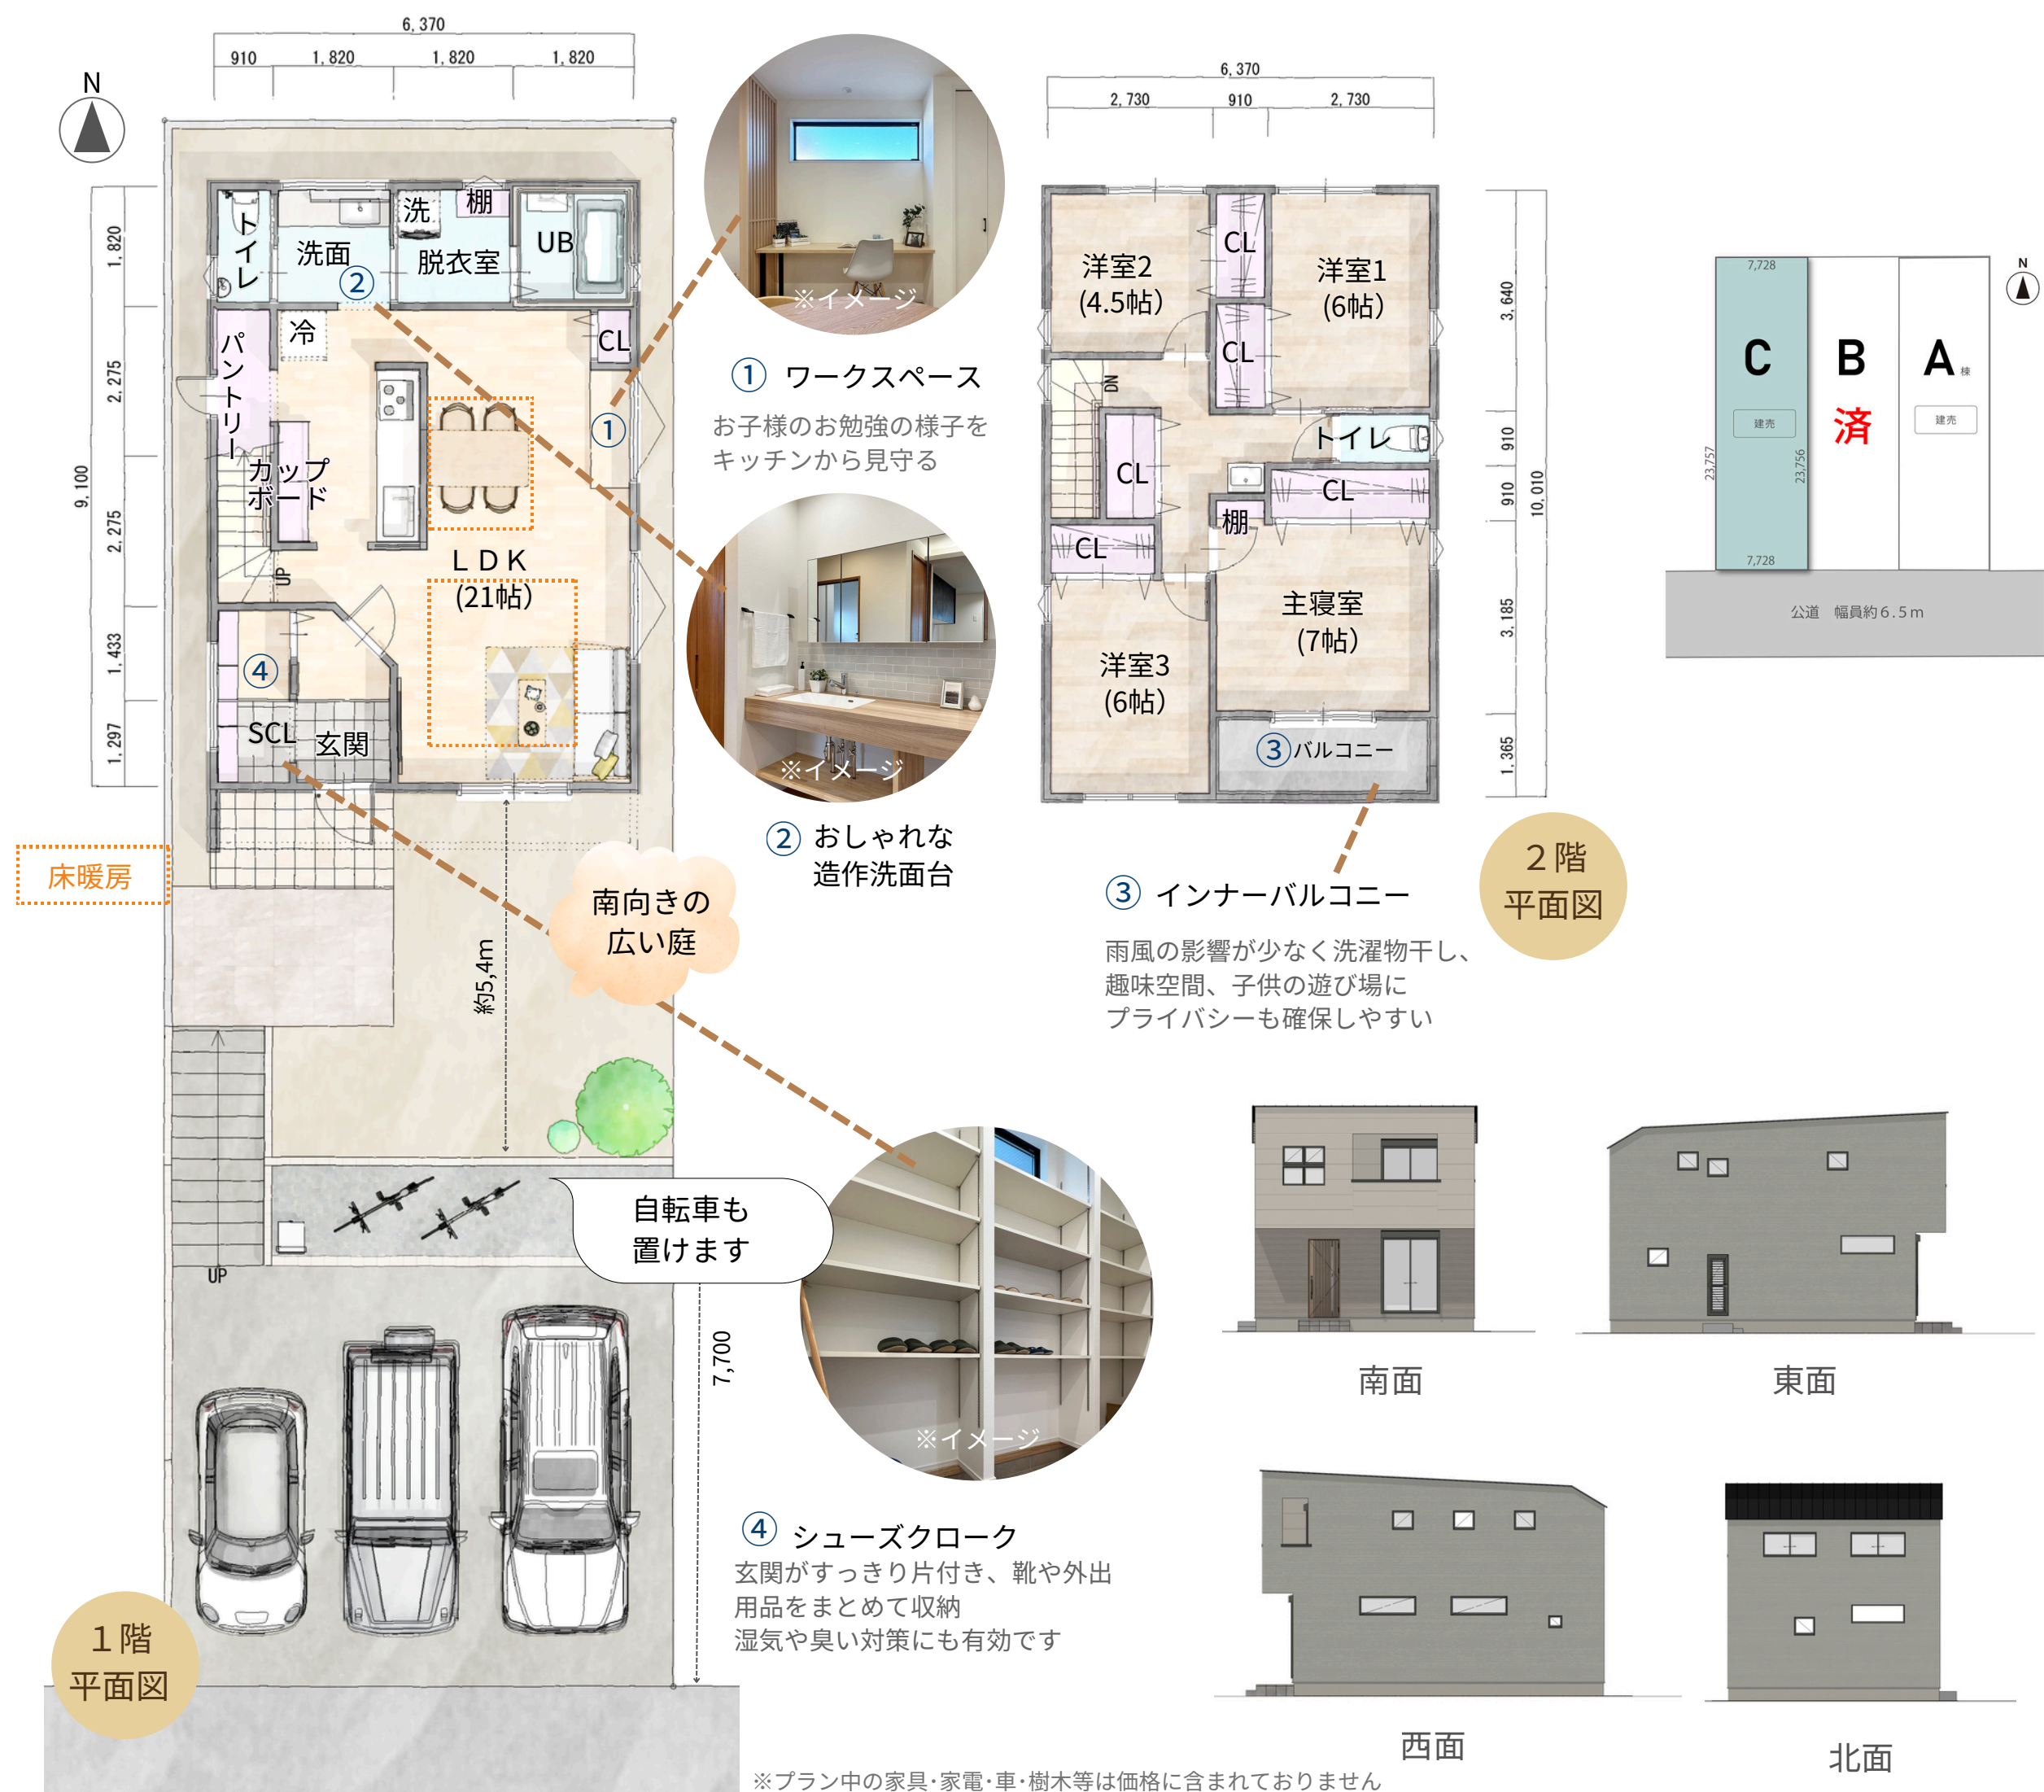 6,370
910
1,820
1,820
1,820
N
9,100
1,820
2,275
2,275
1,433
1,297
トイレ
洗面
②
洗
棚
脱衣室
UB
パントリー
冷
CL
①
カップ
ボード
ＬＤＫ
(21帖)
UP
④
SCL
玄関
床暖房
約5,4m
南向きの
広い庭
自転車も
置けます
UP
7,700
１階
平面図
※イメージ
① ワークスペース
お子様のお勉強の様子を
キッチンから見守る
※イメージ
② おしゃれな
造作洗面台
※イメージ
④ シューズクローク
玄関がすっきり片付き、靴や外出
用品をまとめて収納
湿気や臭い対策にも有効です
6,370
2,730
910
2,730
洋室2
(4.5帖)
CL
洋室1
(6帖)
CL
DN
トイレ
CL
CL
棚
CL
主寝室
(7帖)
洋室3
(6帖)
③バルコニー
3,640
910
910
3,185
1,365
10,010
③ インナーバルコニー
雨風の影響が少なく洗濯物干し、
趣味空間、子供の遊び場に
プライバシーも確保しやすい
２階
平面図
N
7,728
C
建売
23,757
23,756
7,728
B
済
A棟
建売
公道 幅員約6.5ｍ
南面
東面
西面
北面
※プラン中の家具･家電･車･樹木等は価格に含まれておりません